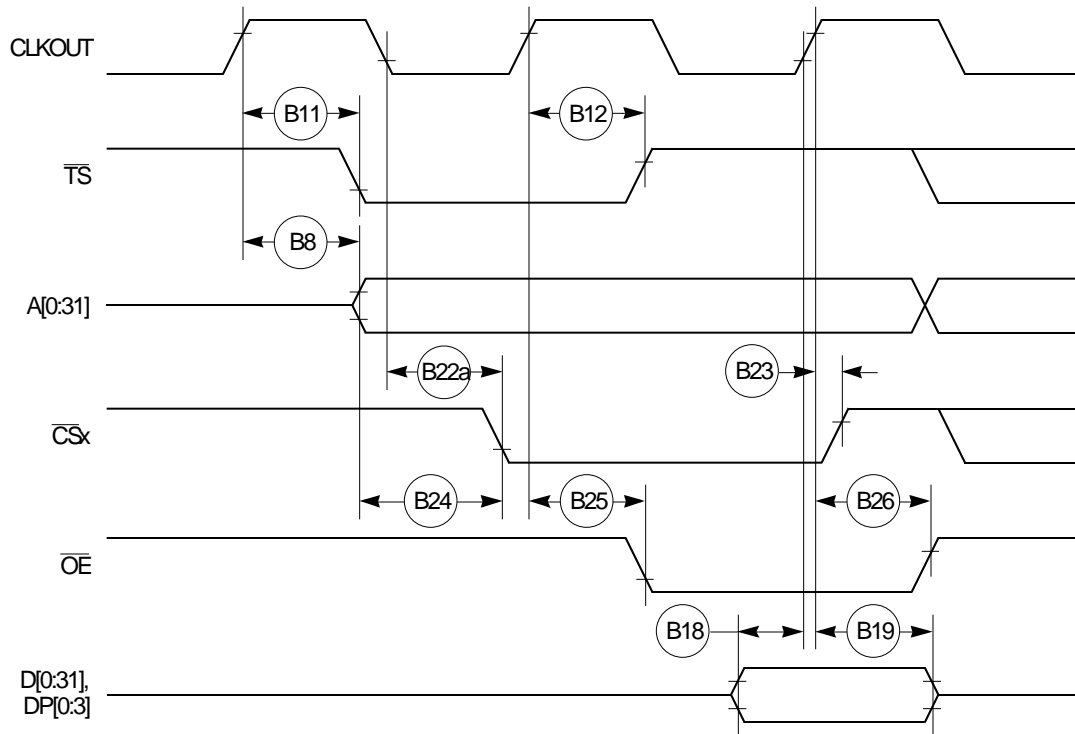 CLKOUT
B11
B12
TS
B8
A[0:31]
B22a
B23
CSx
B24
B25
B26
OE
B18
B19
D[0:31],
DP[0:3]